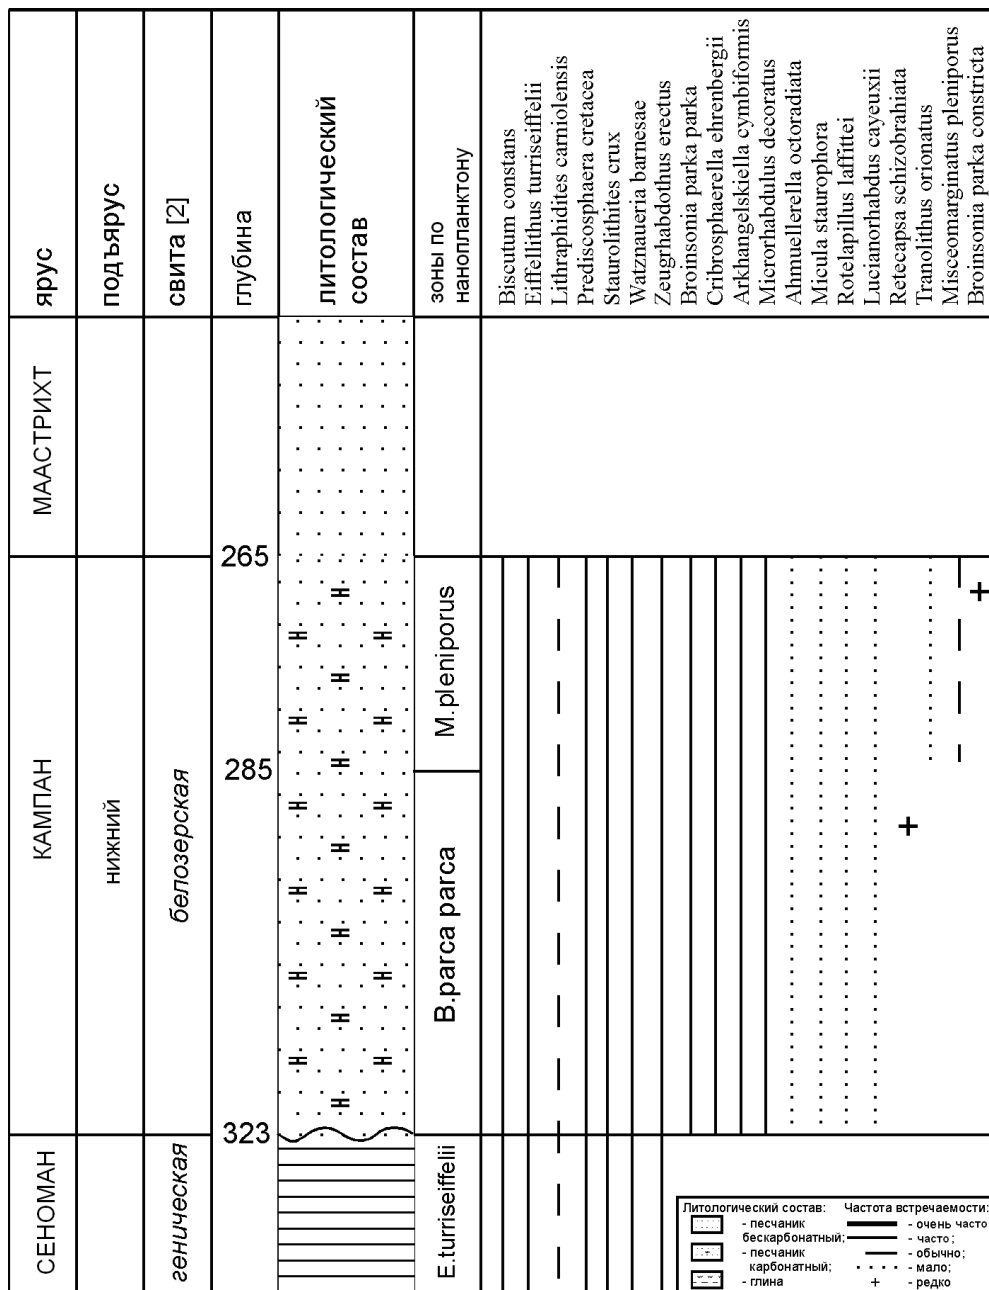 ярус
подъярус
свита [2]
глубина
литологический
состав
зоны по
нанопланктону
Biscutum constans
Eiffellithus turriseiffelii
Lithraphidites carniolensis
Prediscosphaera cretacea
Staurolithites crux
Watznaueria barnesae
Zeugrhabdothus erectus
Broinsonia parka parka
Cribrosphaerella ehrenbergii
Arkhangelskiella cymbiformis
Microrhabdulus decoratus
Ahmuellerella octoradiata
Micula staurophora
Rotelapillus laffittei
Lucianorhabdus cayeuxii
Retecapsa schizobrahiata
Tranolithus orionatus
Misceomarginatus pleniporus
Broinsonia parka constricta
МААСТРИХТ
265
КАМПАН
нижний
белозерская
M.pleniporus
285
B.parca parca
323
СЕНОМАН
геническая
E.turriseiffelii
Литологический состав:
- песчаник
бескарбонатный;
- песчаник
карбонатный;
- глина
Частота встречаемости:
- очень часто
- часто;
- обычно;
- мало;
+ - редко